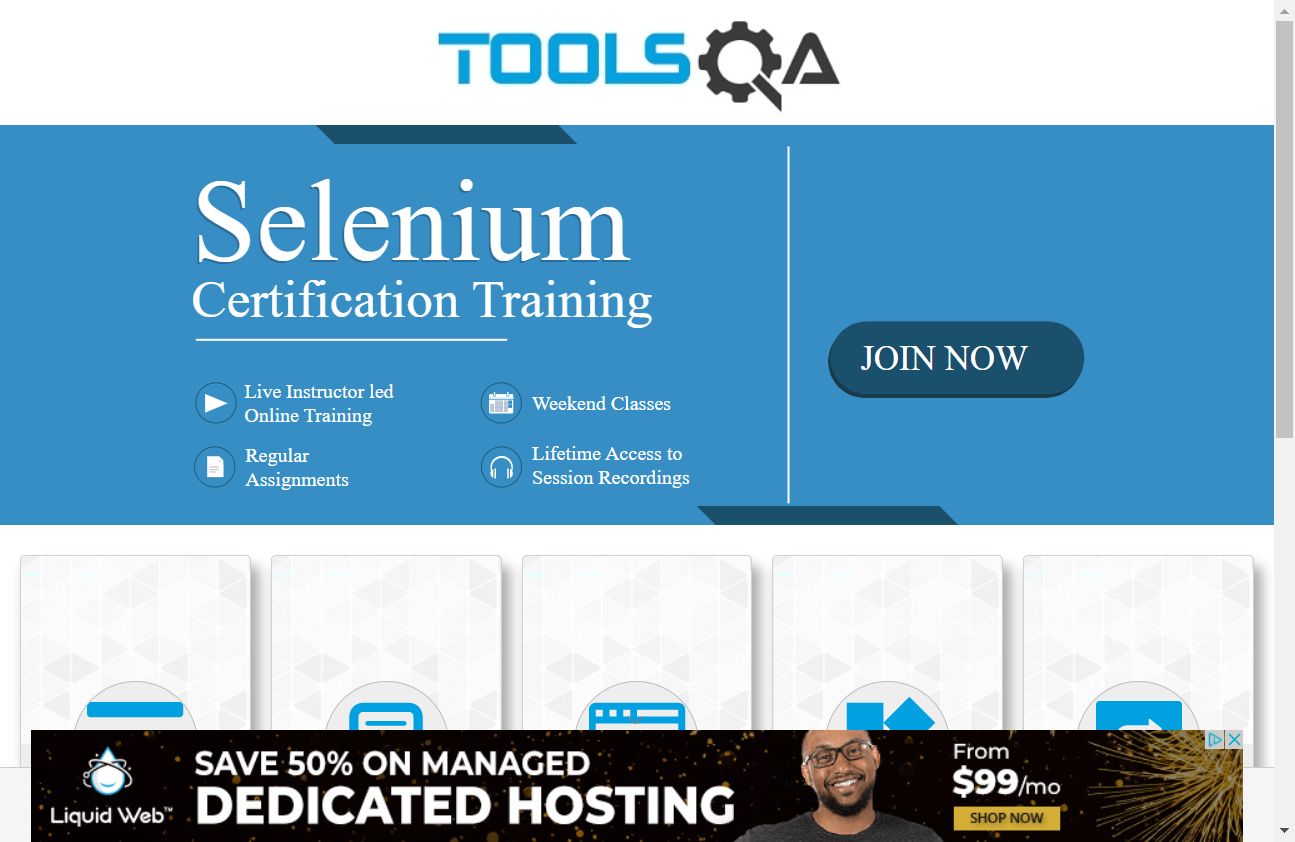 TOOLSQA
Selenium
Certification Training
JOIN NOW
Live Instructor led
Online Training
Weekend Classes
Regular
Assignments
Lifetime Access to
Session Recordings
Liquid Web™
SAVE 50% ON MANAGED
DEDICATED HOSTING
From
$99/mo
SHOP NOW